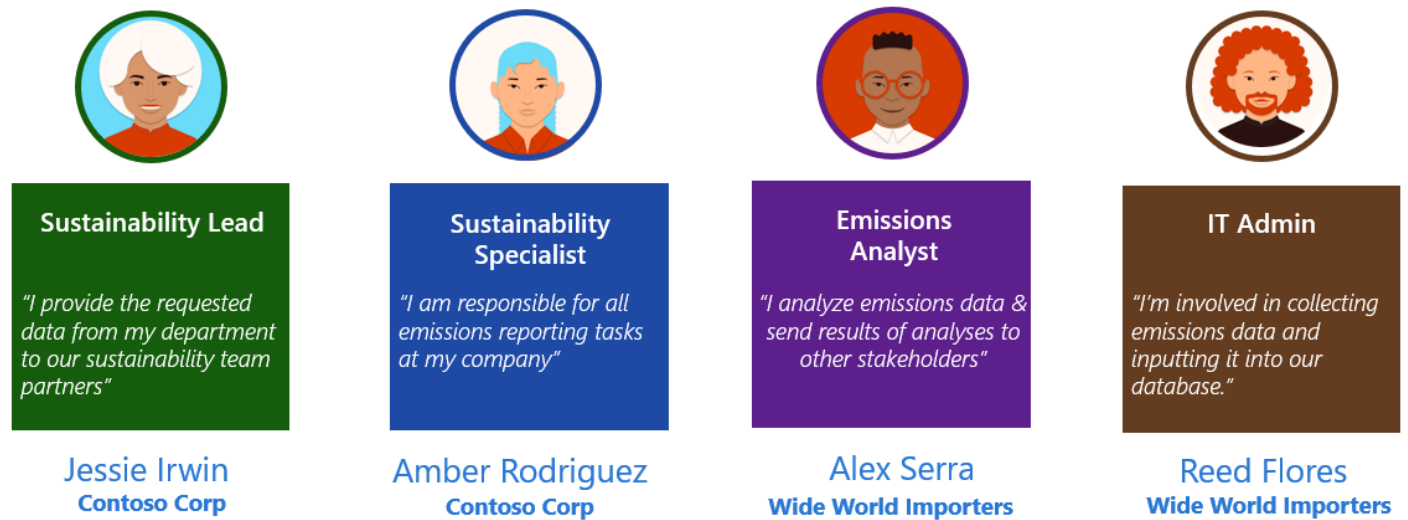 Sustainability Lead
“I provide the requested
data from my department
to our sustainability team
partners”
Jessie Irwin
Contoso Corp
Sustainability
Specialist
“I am responsible for all
emissions reporting tasks
at my company”
Amber Rodriguez
Contoso Corp
Emissions
Analyst
“I analyze emissions data &
send results of analyses to
other stakeholders”
Alex Serra
Wide World Importers
IT Admin
“I’m involved in collecting
emissions data and
inputting it into our
database.”
Reed Flores
Wide World Importers